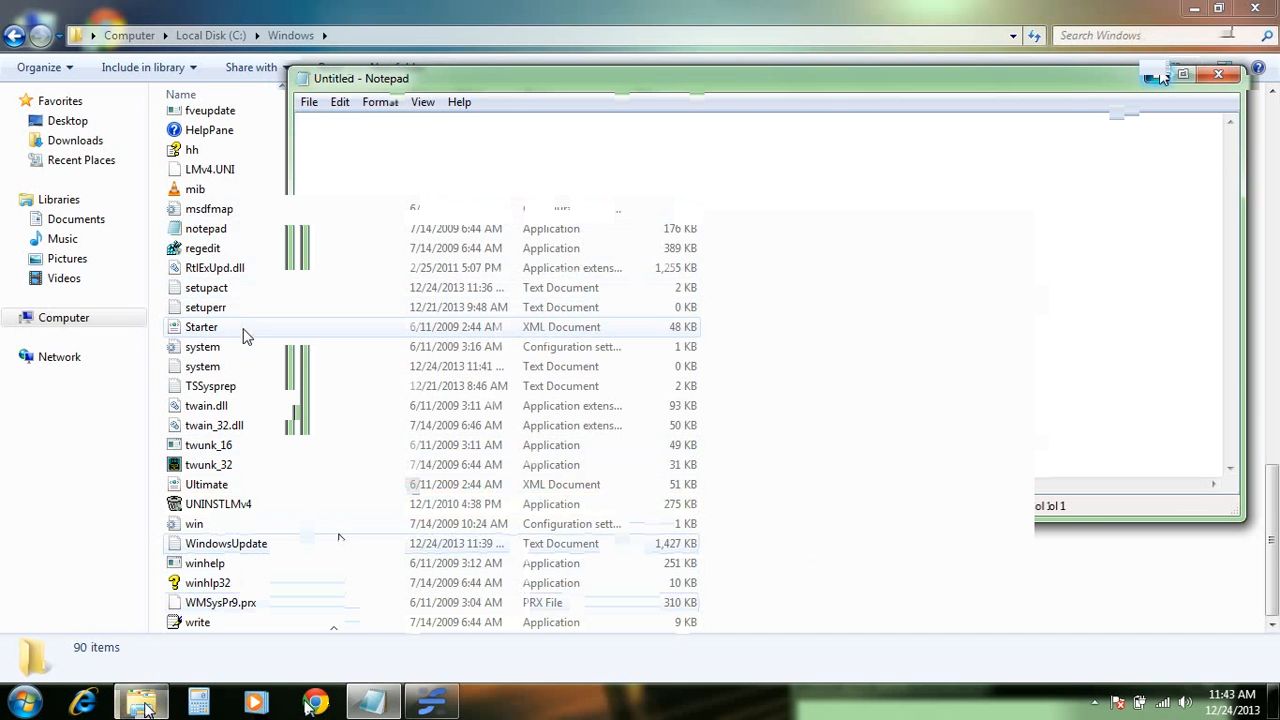 Computer Local Disk (C:) Windows
Search Windows
Organize Include in library Share with
Untitled - Notepad
File Edit Format View Help
Favorites
Desktop
Downloads
Recent Places
Libraries
Documents
Music
Pictures
Videos
Computer
Network
Name
fveupdate
HelpPane
hh
LMv4.UNI
mib
msdfmap
notepad 7/14/2009 6:44 AM Application 176 KB
regedit 7/14/2009 6:44 AM Application 389 KB
RtlExUpd.dll 2/25/2011 5:07 PM Application extens... 1,255 KB
setupact 12/24/2013 11:36 ... Text Document 2 KB
setuperr 12/21/2013 9:48 AM Text Document 0 KB
Starter 6/11/2009 2:44 AM XML Document 48 KB
system 6/11/2009 3:16 AM Configuration sett... 1 KB
system 12/24/2013 11:41 ... Text Document 0 KB
TSSysprep 12/21/2013 8:46 AM Text Document 2 KB
twain.dll 6/11/2009 3:11 AM Application extens... 93 KB
twain_32.dll 7/14/2009 6:46 AM Application extens... 50 KB
twunk_16 6/11/2009 3:11 AM Application 49 KB
twunk_32 7/14/2009 6:44 AM Application 31 KB
Ultimate 6/11/2009 2:44 AM XML Document 51 KB
UNINSTLMv4 12/1/2010 4:38 PM Application 275 KB
win 7/14/2009 10:24 AM Configuration sett... 1 KB
WindowsUpdate 12/24/2013 11:39 ... Text Document 1,427 KB
winhelp 6/11/2009 3:12 AM Application 251 KB
winhlp32 7/14/2009 6:44 AM Application 10 KB
WMSysPr9.prx 6/11/2009 3:04 AM PRX File 310 KB
write 7/14/2009 6:44 AM Application 9 KB
90 items
11:43 AM
12/24/2013